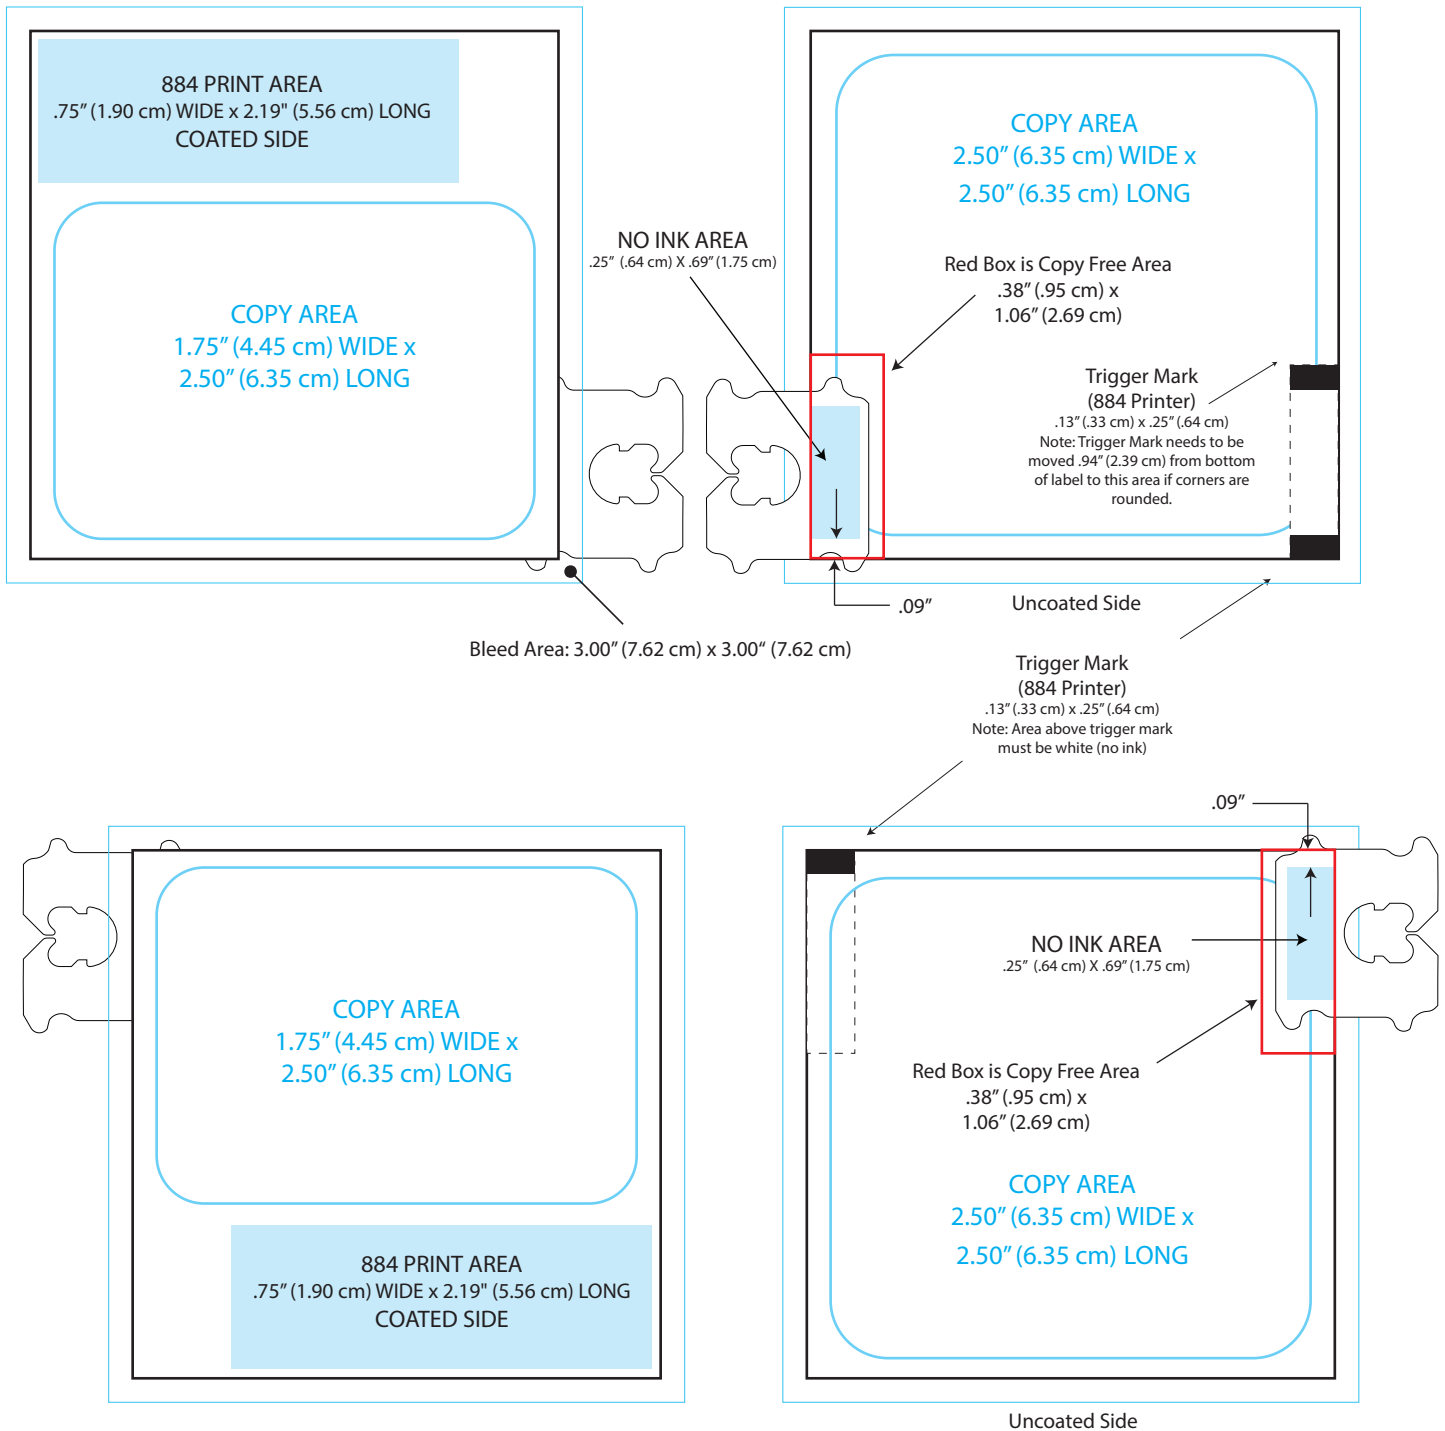 884 PRINT AREA
.75” (1.90 cm) WIDE x 2.19" (5.56 cm) LONG
COATED SIDE
COPY AREA
1.75” (4.45 cm) WIDE x
2.50” (6.35 cm) LONG
NO INK AREA
.25” (.64 cm) X .69” (1.75 cm)
COPY AREA
2.50” (6.35 cm) WIDE x
2.50” (6.35 cm) LONG
Red Box is Copy Free Area
.38” (.95 cm) x
1.06” (2.69 cm)
Trigger Mark
(884 Printer)
.13” (.33 cm) x .25” (.64 cm)
Note: Trigger Mark needs to be
moved .94” (2.39 cm) from bottom
of label to this area if corners are
rounded.
.09”
Uncoated Side
Bleed Area: 3.00” (7.62 cm) x 3.00“ (7.62 cm)
Trigger Mark
(884 Printer)
.13” (.33 cm) x .25” (.64 cm)
Note: Area above trigger mark
must be white (no ink)
COPY AREA
1.75” (4.45 cm) WIDE x
2.50” (6.35 cm) LONG
884 PRINT AREA
.75” (1.90 cm) WIDE x 2.19" (5.56 cm) LONG
COATED SIDE
.09”
NO INK AREA
.25” (.64 cm) X .69” (1.75 cm)
Red Box is Copy Free Area
.38” (.95 cm) x
1.06” (2.69 cm)
COPY AREA
2.50” (6.35 cm) WIDE x
2.50” (6.35 cm) LONG
Uncoated Side